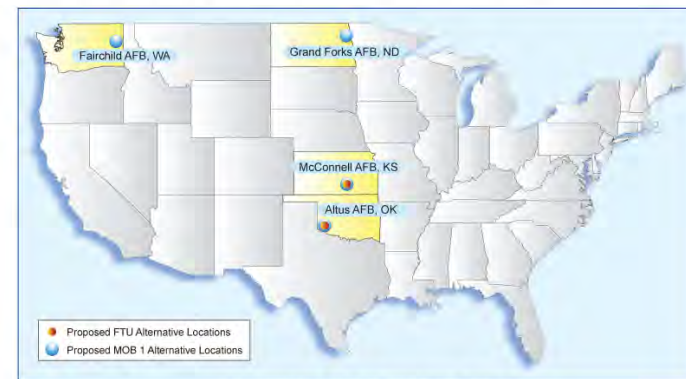 Fairchild AFB, WA
Grand Forks AFB, ND
McConnell AFB, KS
Altus AFB, OK
Proposed FTU Alternative Locations
Proposed MOB 1 Alternative Locations